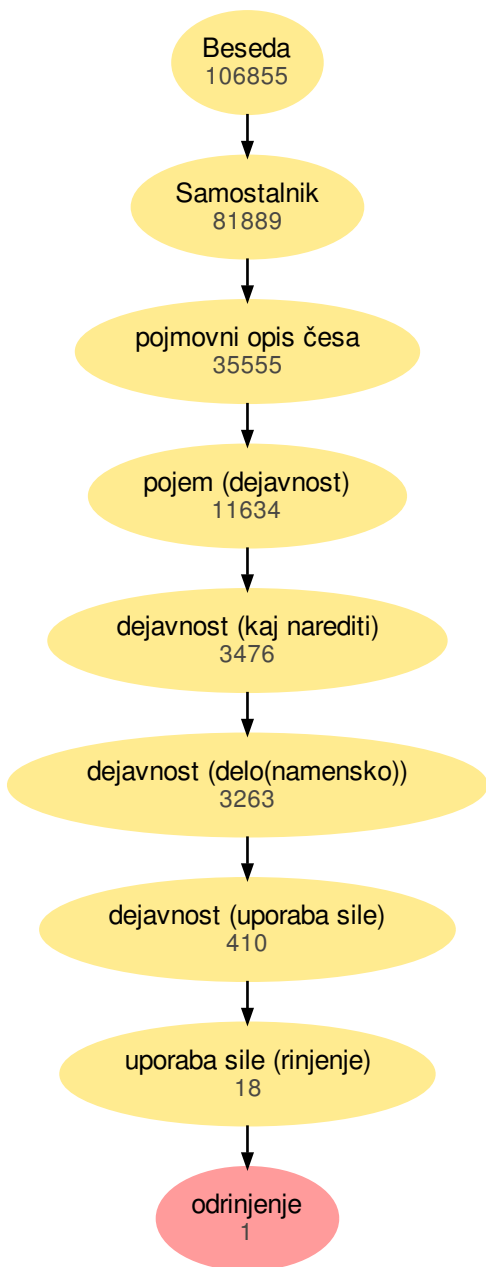 Beseda
106855
Samostalnik
81889
pojmovni opis česa
35555
pojem (dejavnost)
11634
dejavnost (kaj narediti)
3476
dejavnost (delo(namensko))
3263
dejavnost (uporaba sile)
410
uporaba sile (rinjenje)
18
odrinjenje
1